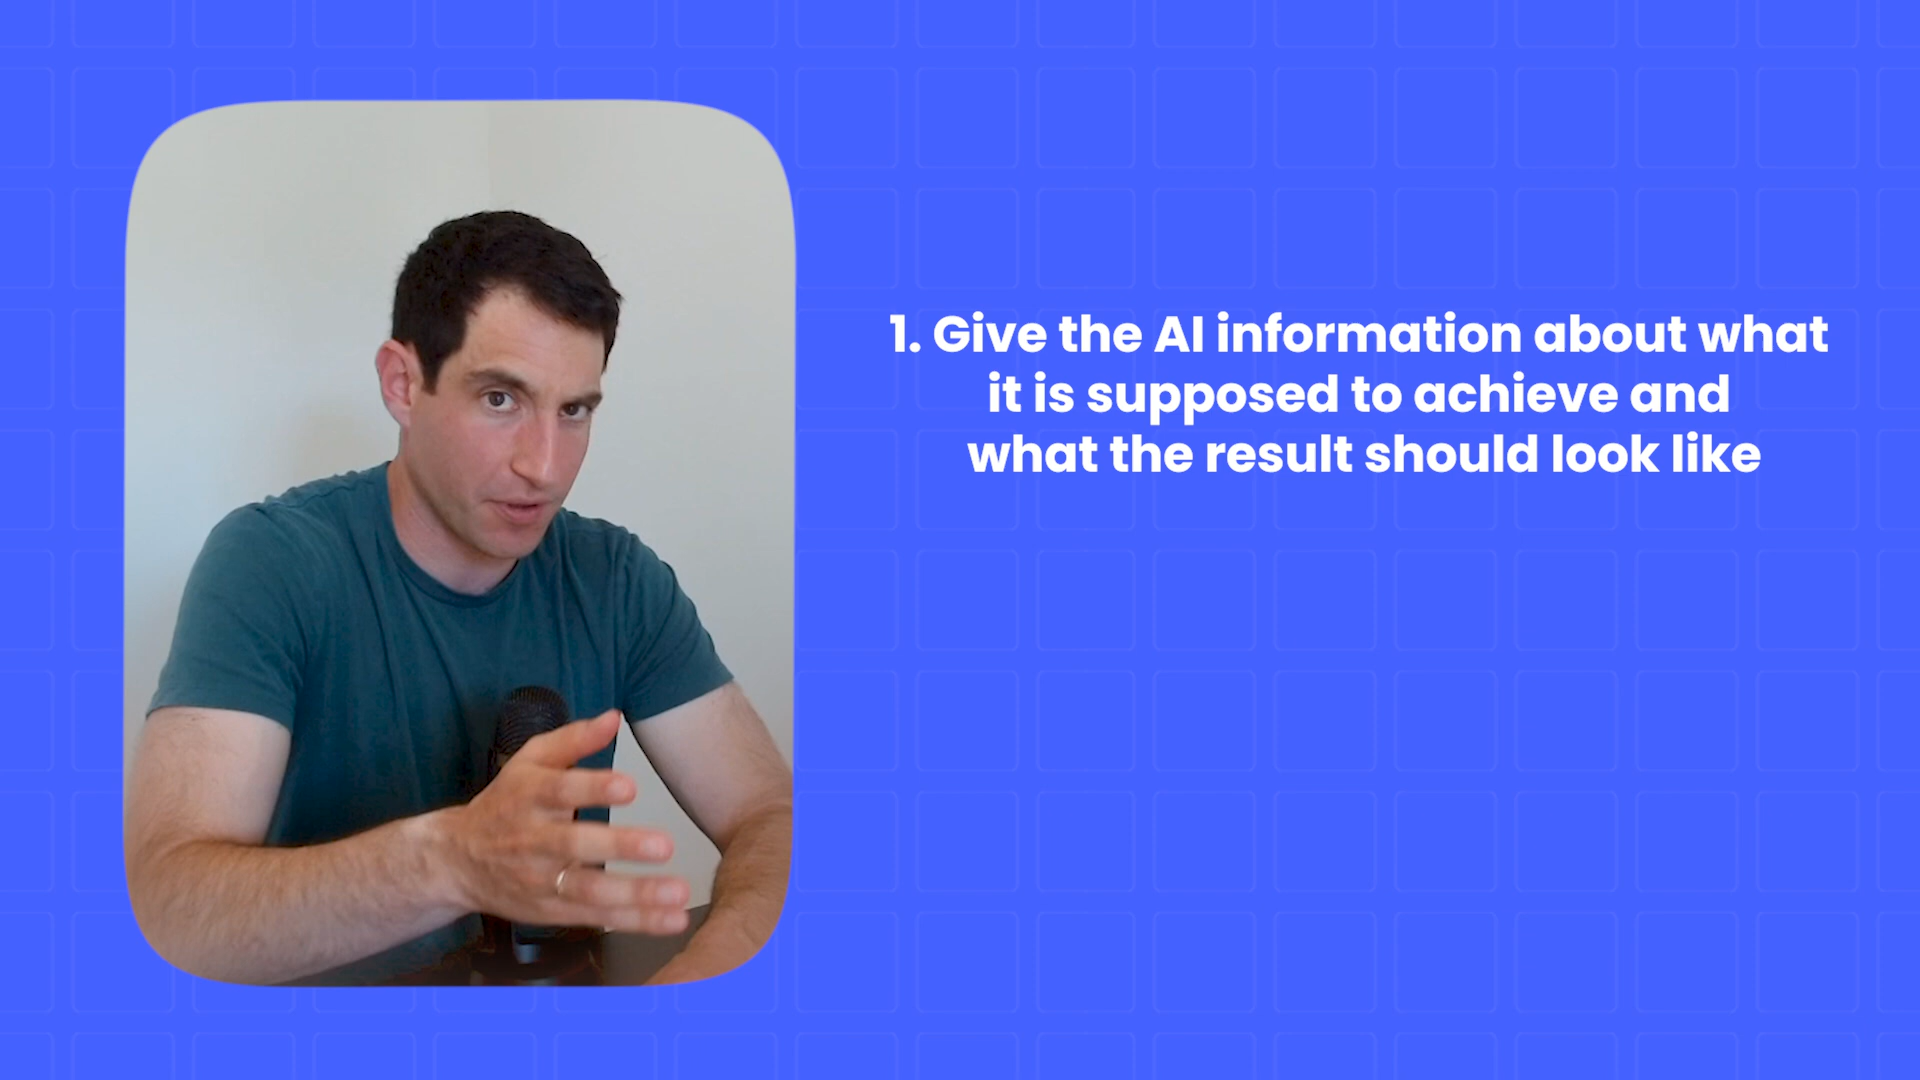 1. Give the AI information about what
it is supposed to achieve and
what the result should look like